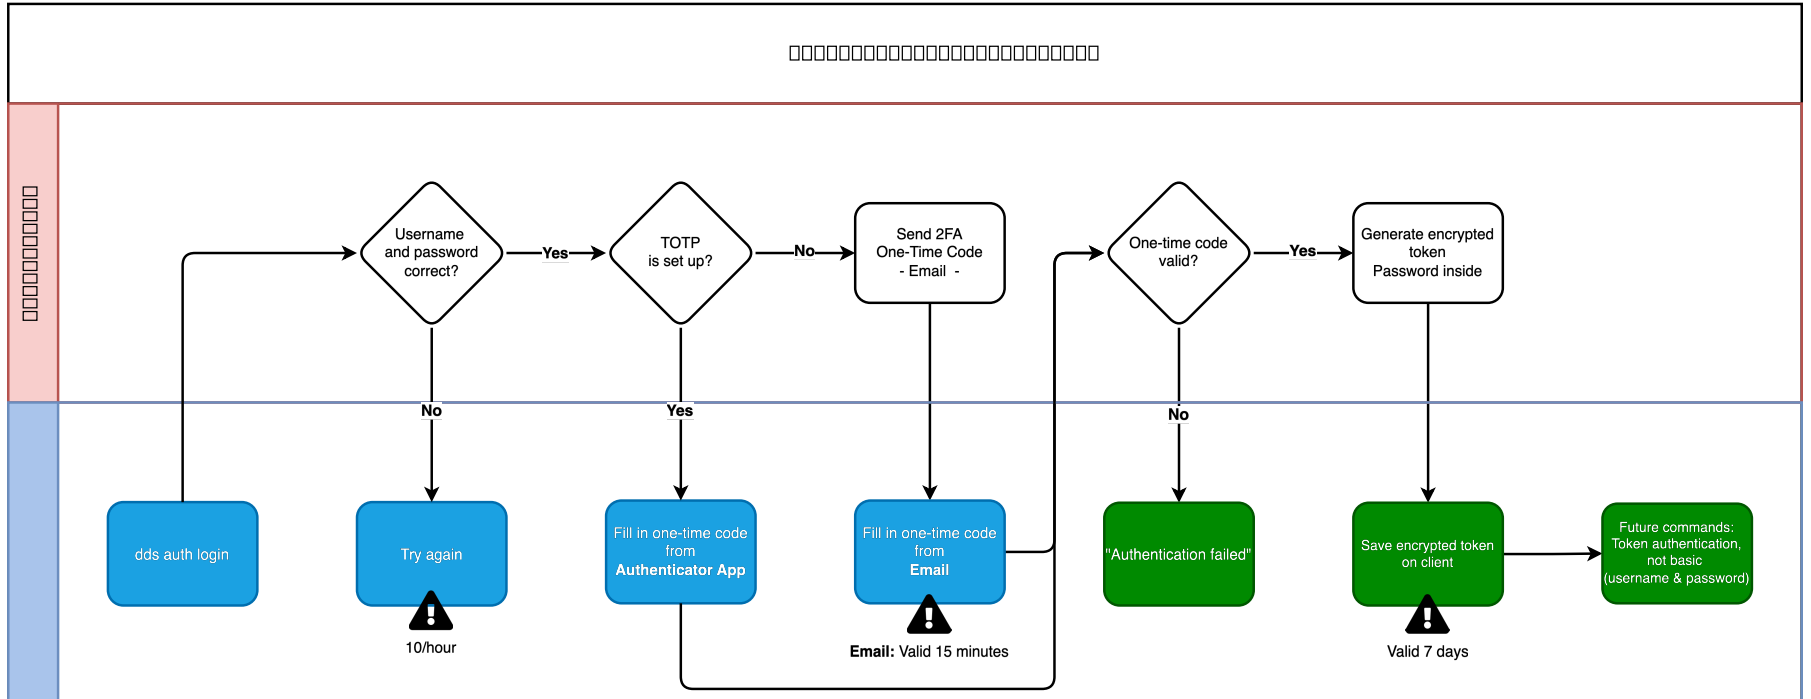 Username
and password
correct?
Yes
TOTP
is set up?
No
Send 2FA
One-Time Code
- Email -
One-time code
valid?
Yes
Generate encrypted
token
Password inside
No
Yes
No
dds auth login
Try again
10/hour
Fill in one-time code
from
Authenticator App
Fill in one-time code
from
Email
Email: Valid 15 minutes
"Authentication failed"
Save encrypted token
on client
Valid 7 days
Future commands:
Token authentication,
not basic
(username & password)